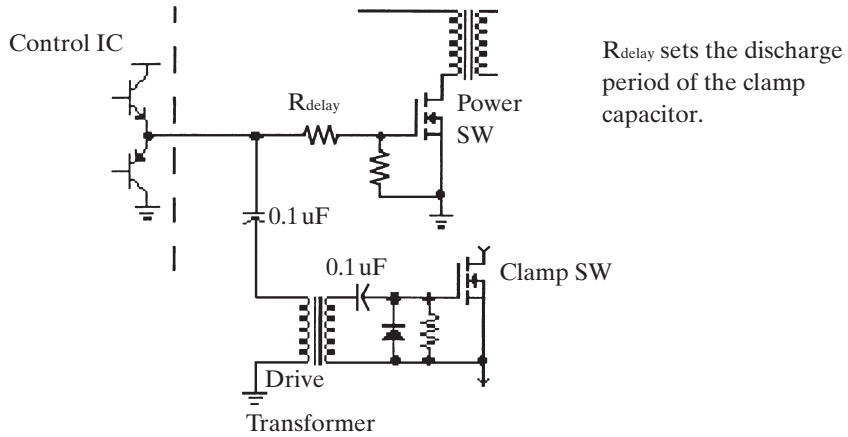 Control IC
Rdelay
Power
SW
Rdelay sets the discharge
period of the clamp
capacitor.
0.1 uF
0.1 uF
Clamp SW
Drive
Transformer